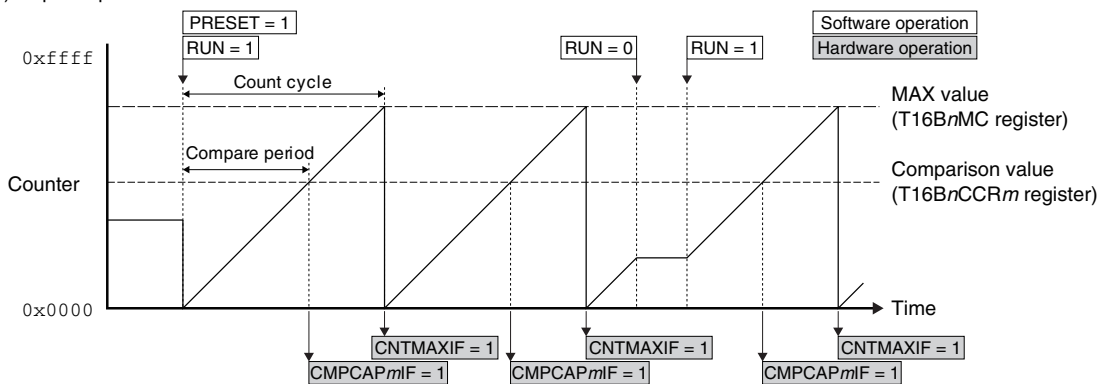 PRESET = 1
Software operation
RUN = 1
RUN = 0
RUN = 1
Hardware operation
0xffff
Count cycle
MAX value
(T16BnMC register)
Compare period
Comparison value
(T16BnCCRm register)
Counter
0x0000
Time
CNTMAXIF = 1
CNTMAXIF = 1
CNTMAXIF = 1
CMPCAPmIF = 1
CMPCAPmIF = 1
CMPCAPmIF = 1